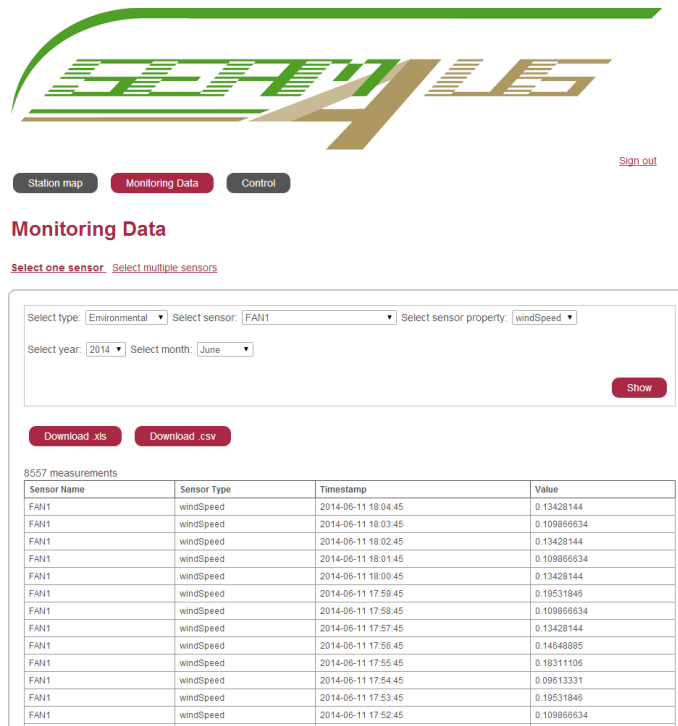 SEAM4US
Sign out
Station map Monitoring Data Control
Monitoring Data
Select one sensor Select multiple sensors
Select type: Environmental Select sensor: FAN1 Select sensor property: windSpeed
Select year: 2014 Select month: June
Show
Download .xls Download .csv
8557 measurements
Sensor Name Sensor Type Timestamp Value
FAN1 windSpeed 2014-06-11 18:04:45 0.13428144
FAN1 windSpeed 2014-06-11 18:03:45 0.109866634
FAN1 windSpeed 2014-06-11 18:02:45 0.13428144
FAN1 windSpeed 2014-06-11 18:01:45 0.109866634
FAN1 windSpeed 2014-06-11 18:00:45 0.13428144
FAN1 windSpeed 2014-06-11 17:59:45 0.19531846
FAN1 windSpeed 2014-06-11 17:58:45 0.109866634
FAN1 windSpeed 2014-06-11 17:57:45 0.13428144
FAN1 windSpeed 2014-06-11 17:56:45 0.14648885
FAN1 windSpeed 2014-06-11 17:55:45 0.18311106
FAN1 windSpeed 2014-06-11 17:54:45 0.09613331
FAN1 windSpeed 2014-06-11 17:53:45 0.19531846
FAN1 windSpeed 2014-06-11 17:52:45 0.109866634